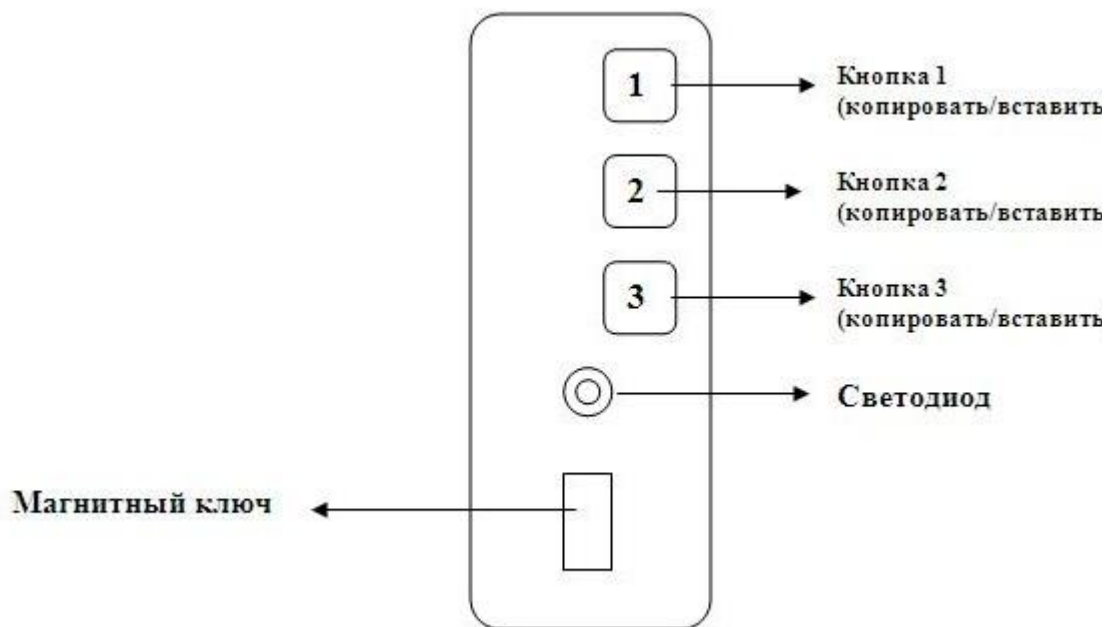 1
Кнопка 1
(копировать/вставить
2
Кнопка 2
(копировать/вставить
3
Кнопка 3
(копировать/вставить
Светодиод
Магнитный ключ